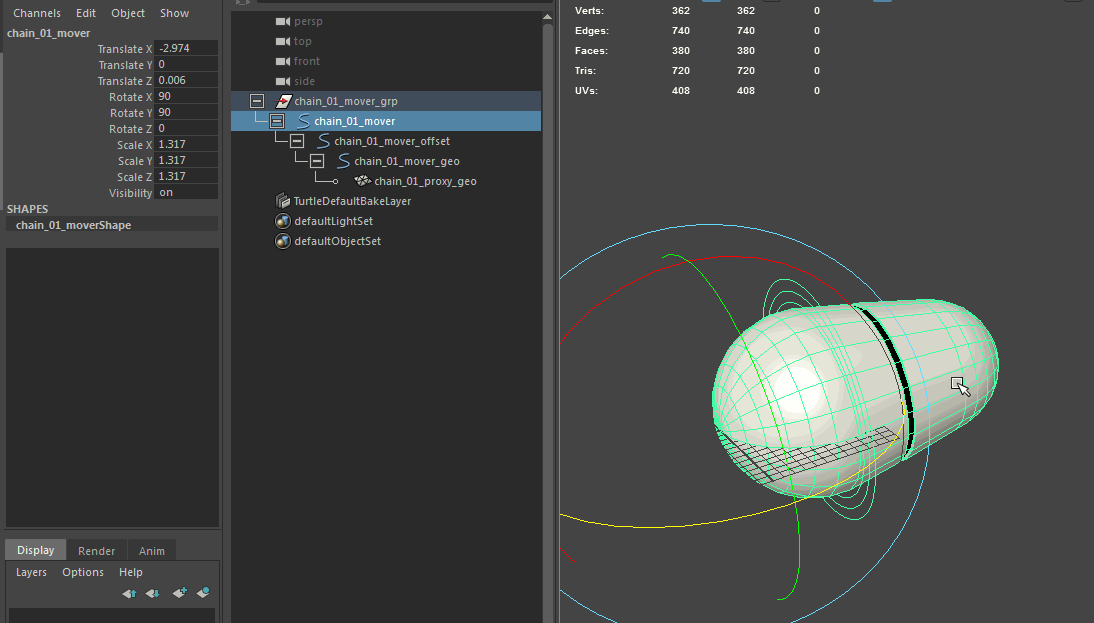 Channels Edit Object Show
chain_01_mover
Translate X -2.974
Translate Y 0
Translate Z 0.006
Rotate X 90
Rotate Y 90
Rotate Z 0
Scale X 1.317
Scale Y 1.317
Scale Z 1.317
Visibility on
SHAPES
chain_01_moverShape
Display Render Anim
Layers Options Help
persp
top
front
side
chain_01_mover_grp
chain_01_mover
chain_01_mover_offset
chain_01_mover_geo
chain_01_proxy_geo
TurtleDefaultBakeLayer
defaultLightSet
defaultObjectSet
Verts: 362 362 0
Edges: 740 740 0
Faces: 380 380 0
Tris: 720 720 0
UVs: 408 408 0